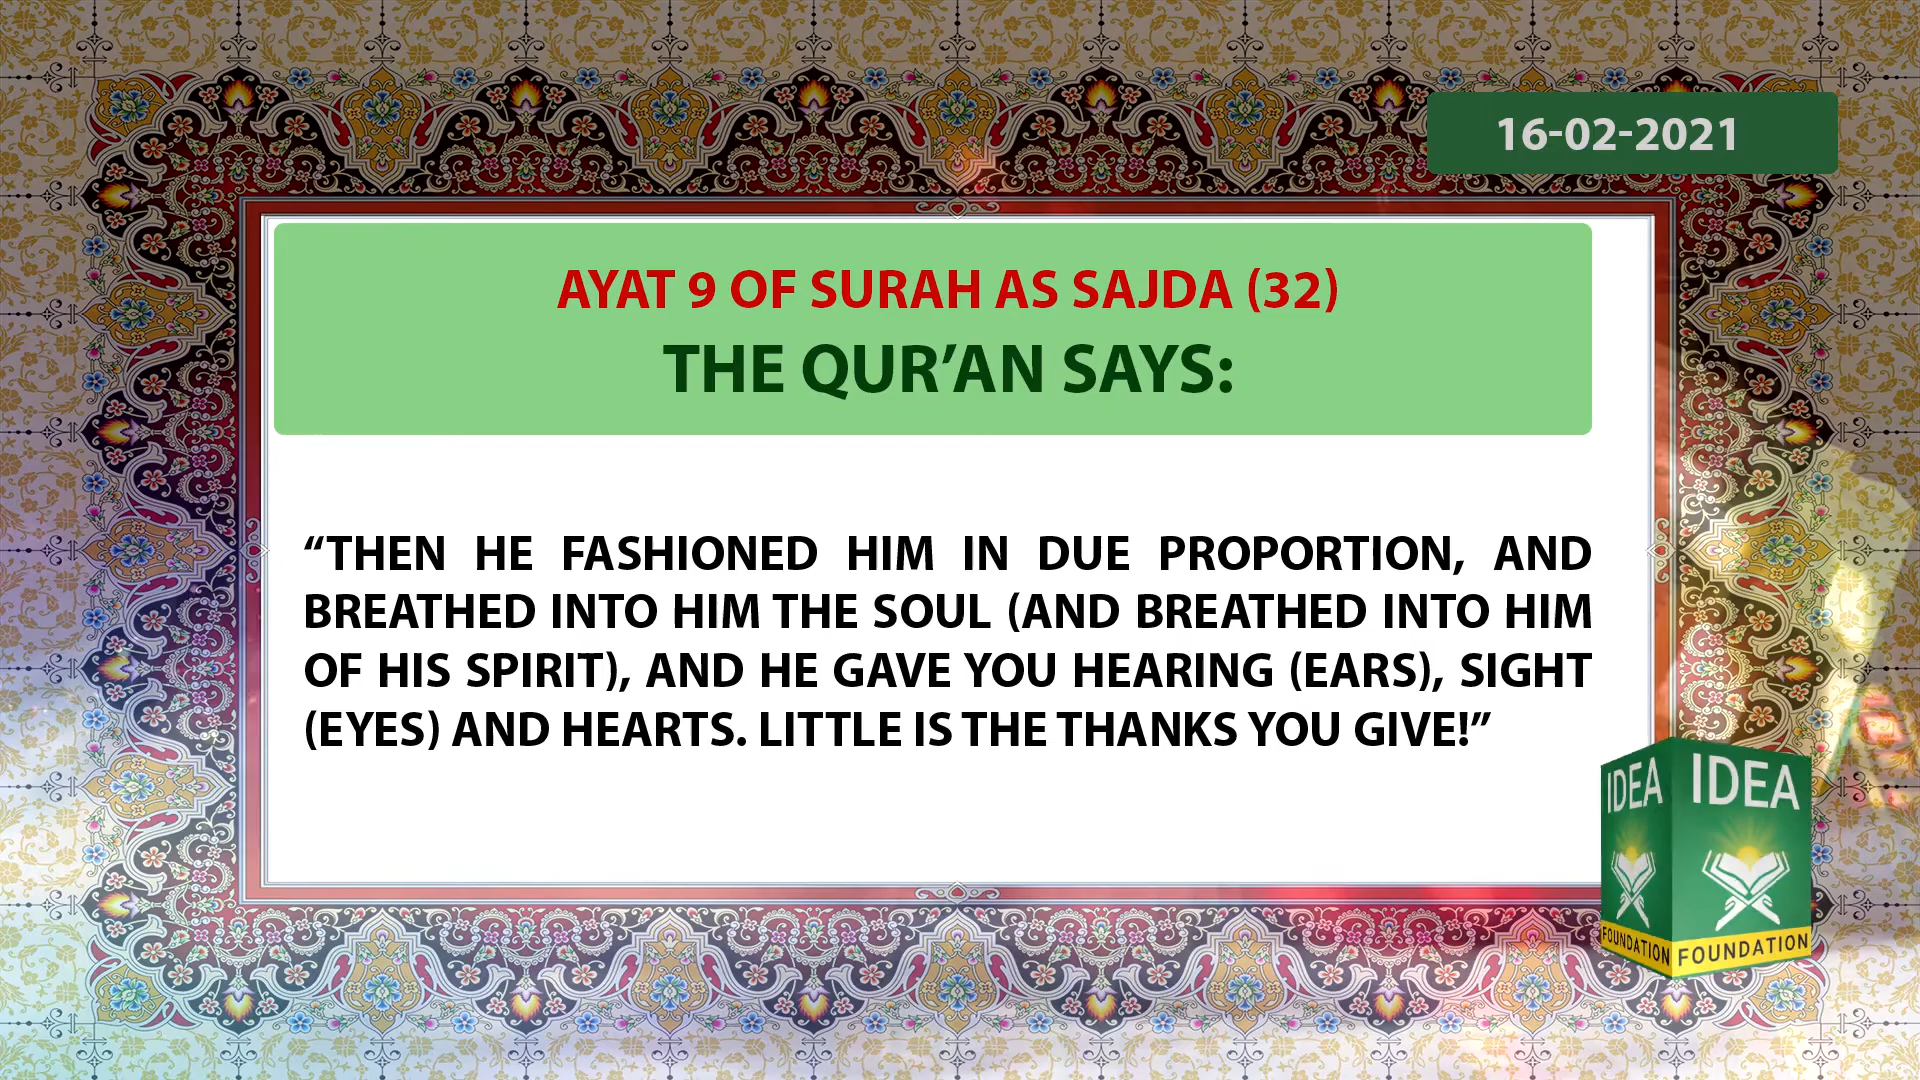 16-02-2021
AYAT 9 OF SURAH AS SAJDA (32)
THE QUR’AN SAYS:
“THEN HE FASHIONED HIM IN DUE PROPORTION, AND
BREATHED INTO HIM THE SOUL (AND BREATHED INTO HIM
OF HIS SPIRIT), AND HE GAVE YOU HEARING (EARS), SIGHT
(EYES) AND HEARTS. LITTLE IS THE THANKS YOU GIVE!”
IDEA
FOUNDATION
IDEA
FOUNDATION